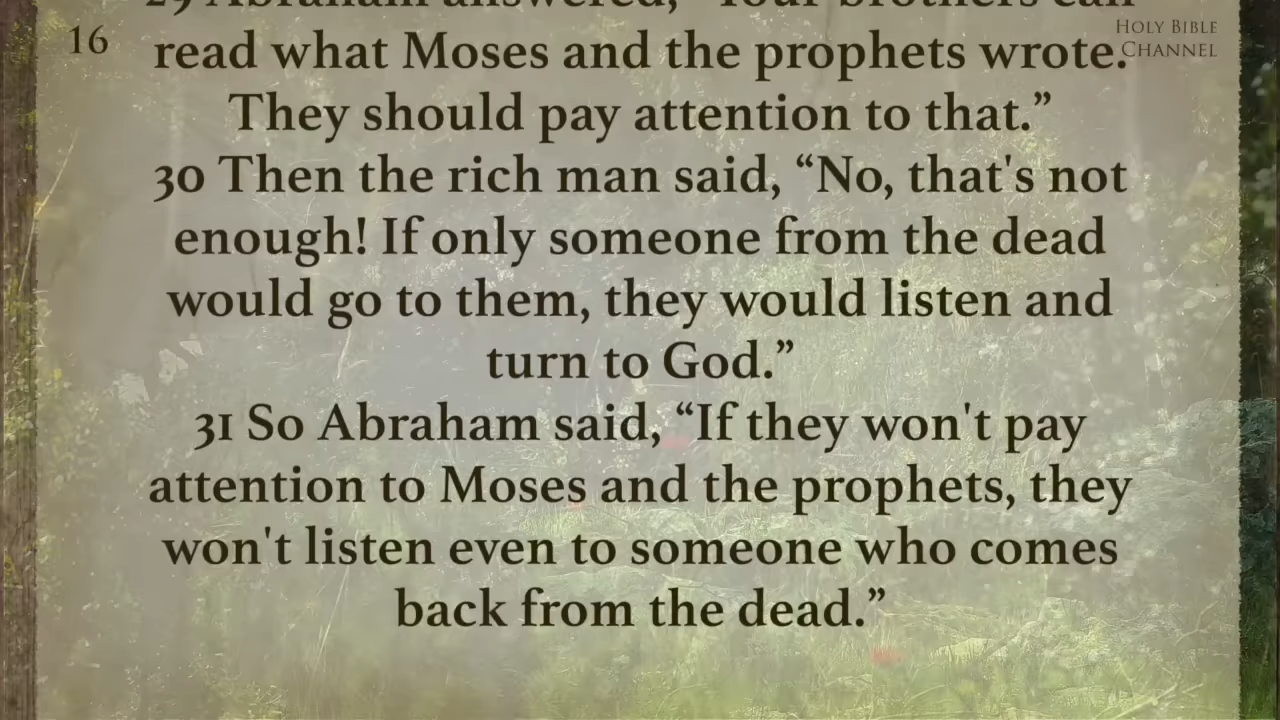 29 Abraham answered, “Your brothers can
16
read what Moses and the prophets wrote.
They should pay attention to that.”
30 Then the rich man said, “No, that's not
enough! If only someone from the dead
would go to them, they would listen and
turn to God.”
31 So Abraham said, “If they won't pay
attention to Moses and the prophets, they
won't listen even to someone who comes
back from the dead.”
Holy Bible
Channel